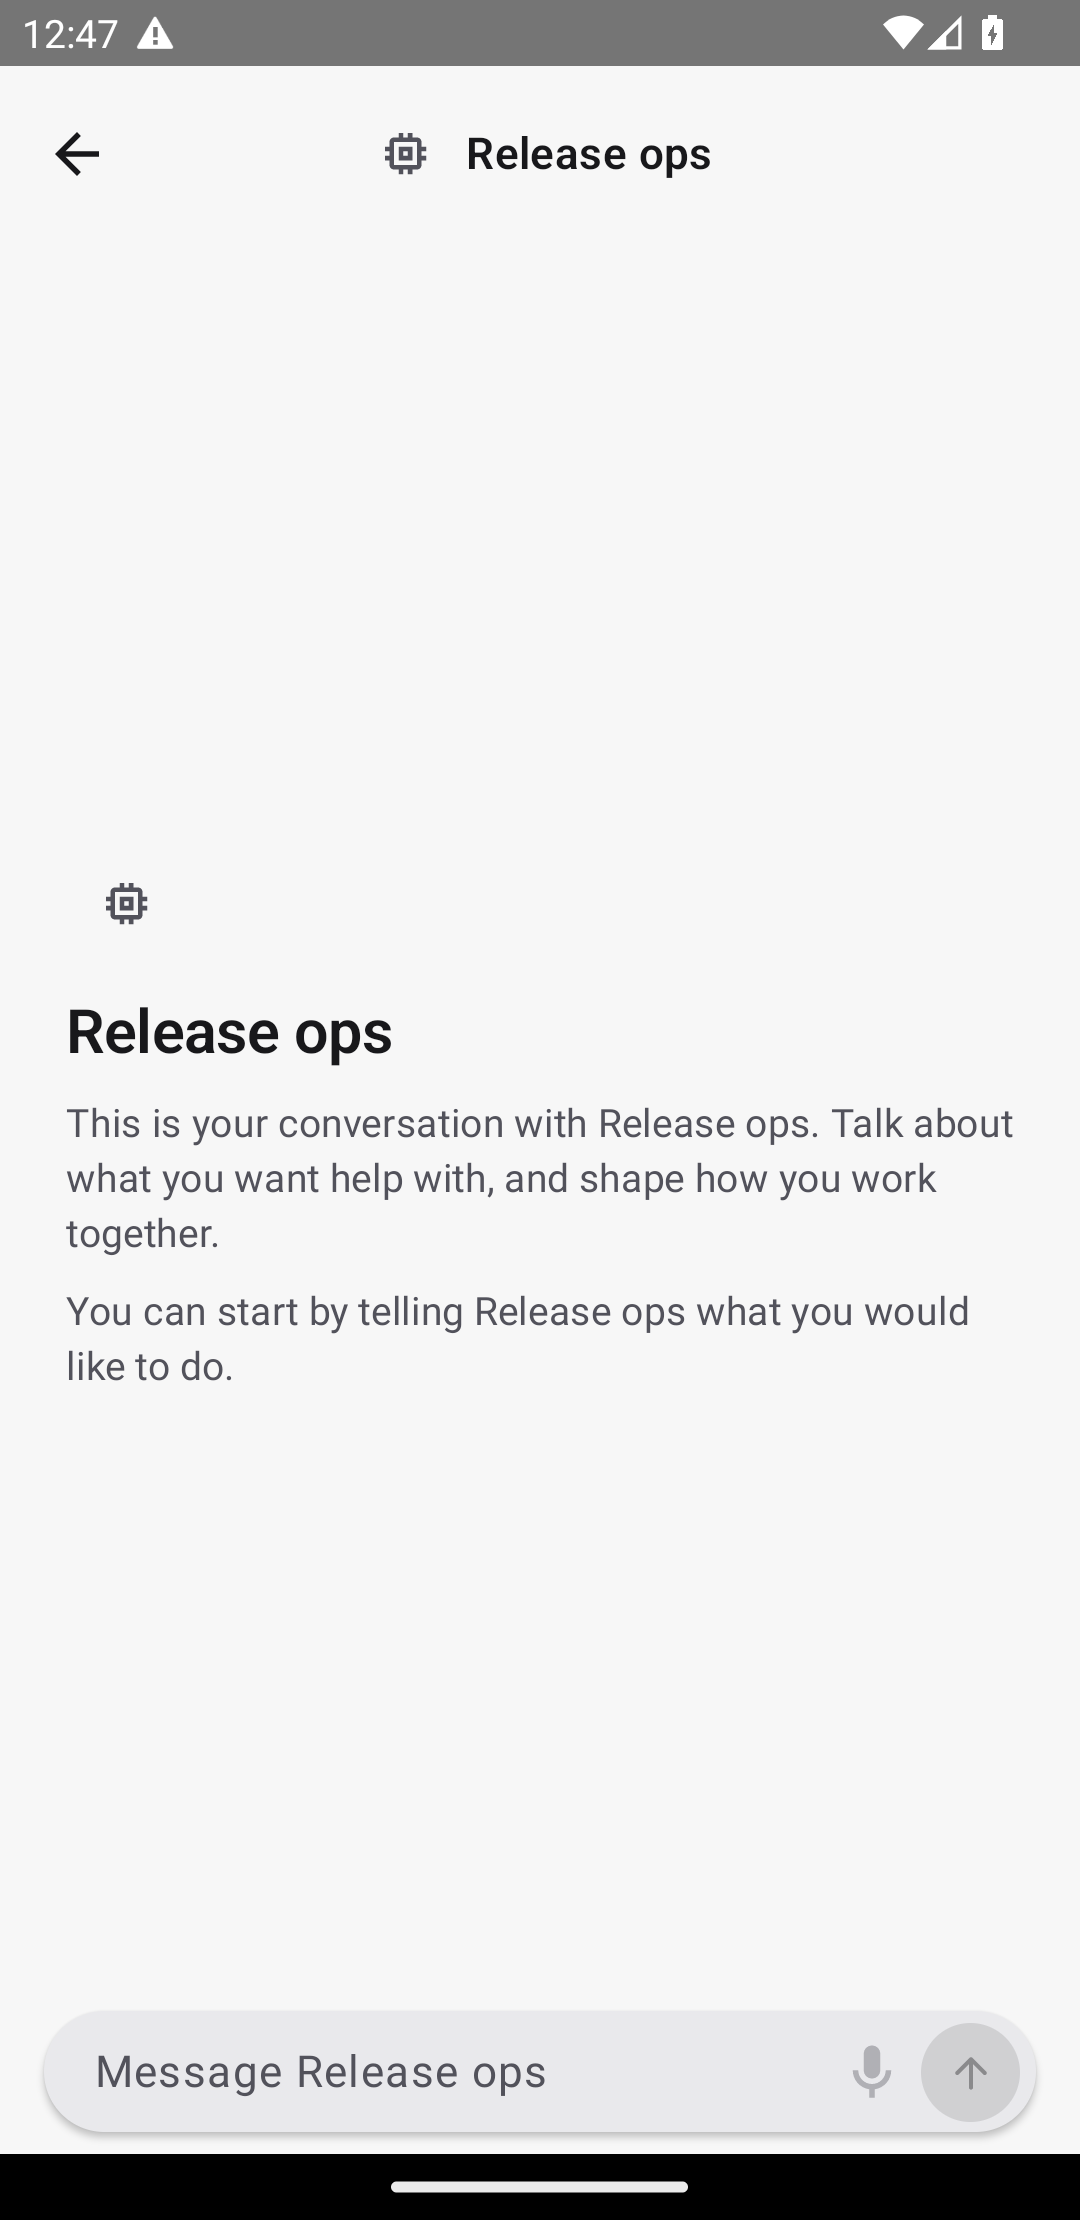 12:47
Release ops
Release ops
This is your conversation with Release ops. Talk about
what you want help with, and shape how you work
together.
You can start by telling Release ops what you would
like to do.
Message Release ops